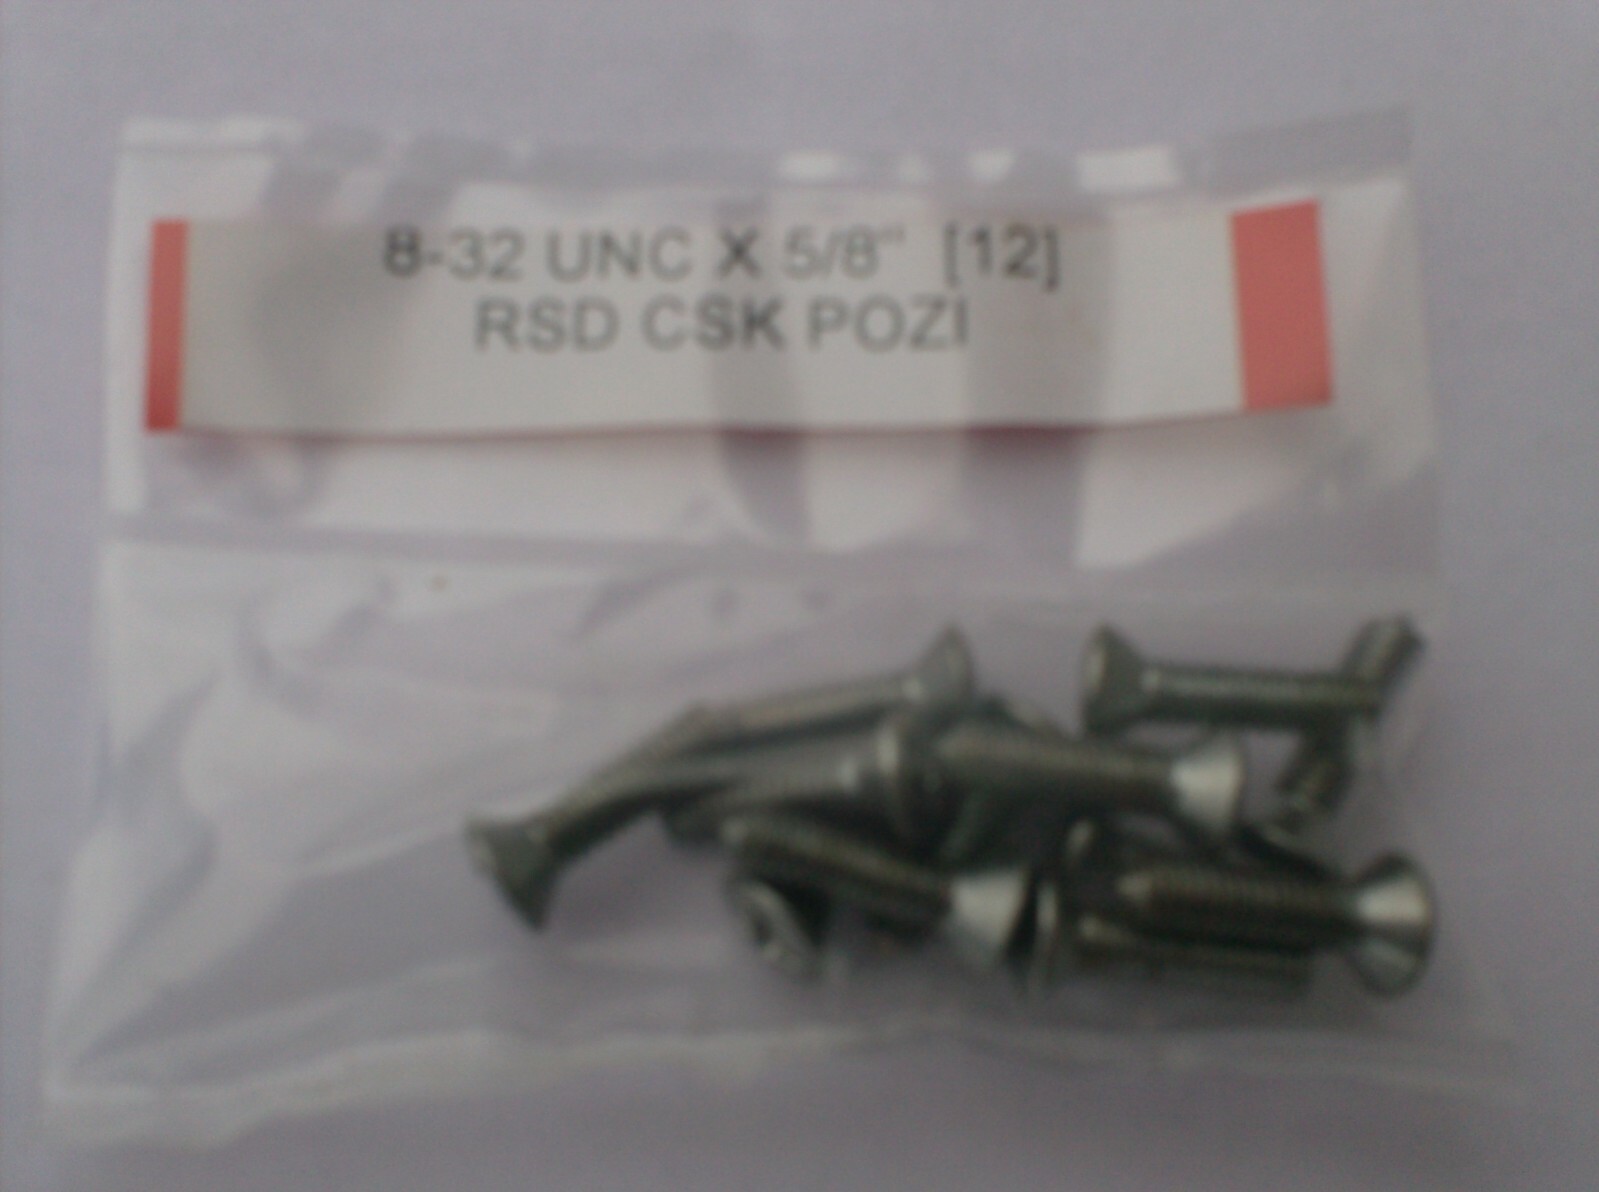 8-32 UNC X 5/8" [12]
RSD CSK POZI